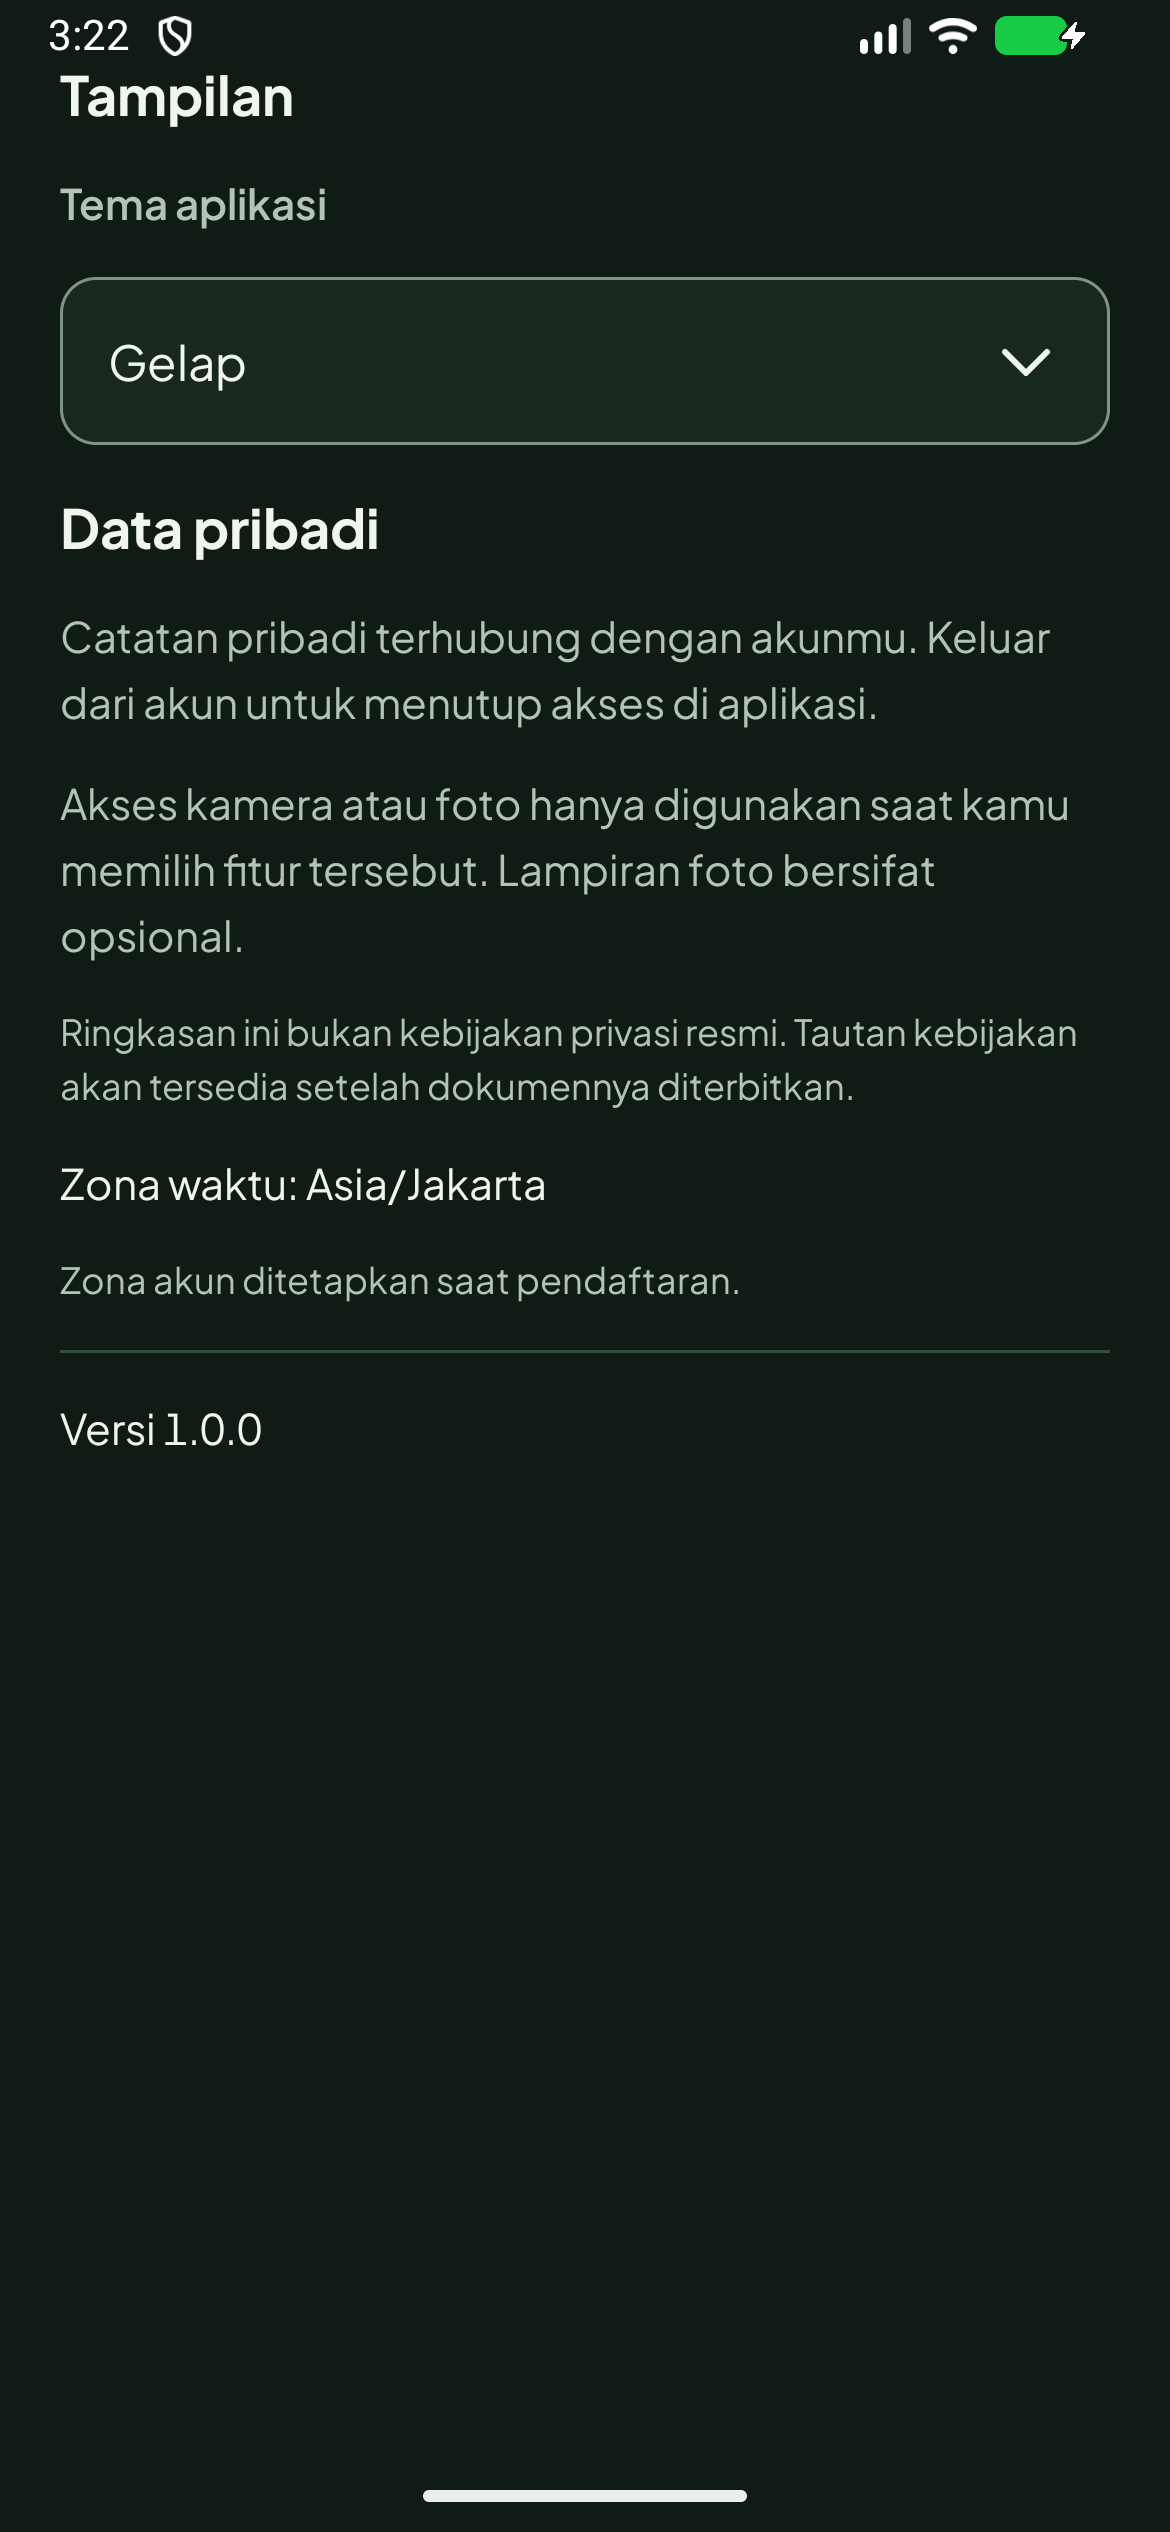 3:22
Tampilan
Tema aplikasi
Gelap
Data pribadi
Catatan pribadi terhubung dengan akunmu. Keluar
dari akun untuk menutup akses di aplikasi.
Akses kamera atau foto hanya digunakan saat kamu
memilih fitur tersebut. Lampiran foto bersifat
opsional.
Ringkasan ini bukan kebijakan privasi resmi. Tautan kebijakan
akan tersedia setelah dokumennya diterbitkan.
Zona waktu: Asia/Jakarta
Zona akun ditetapkan saat pendaftaran.
Versi 1.0.0